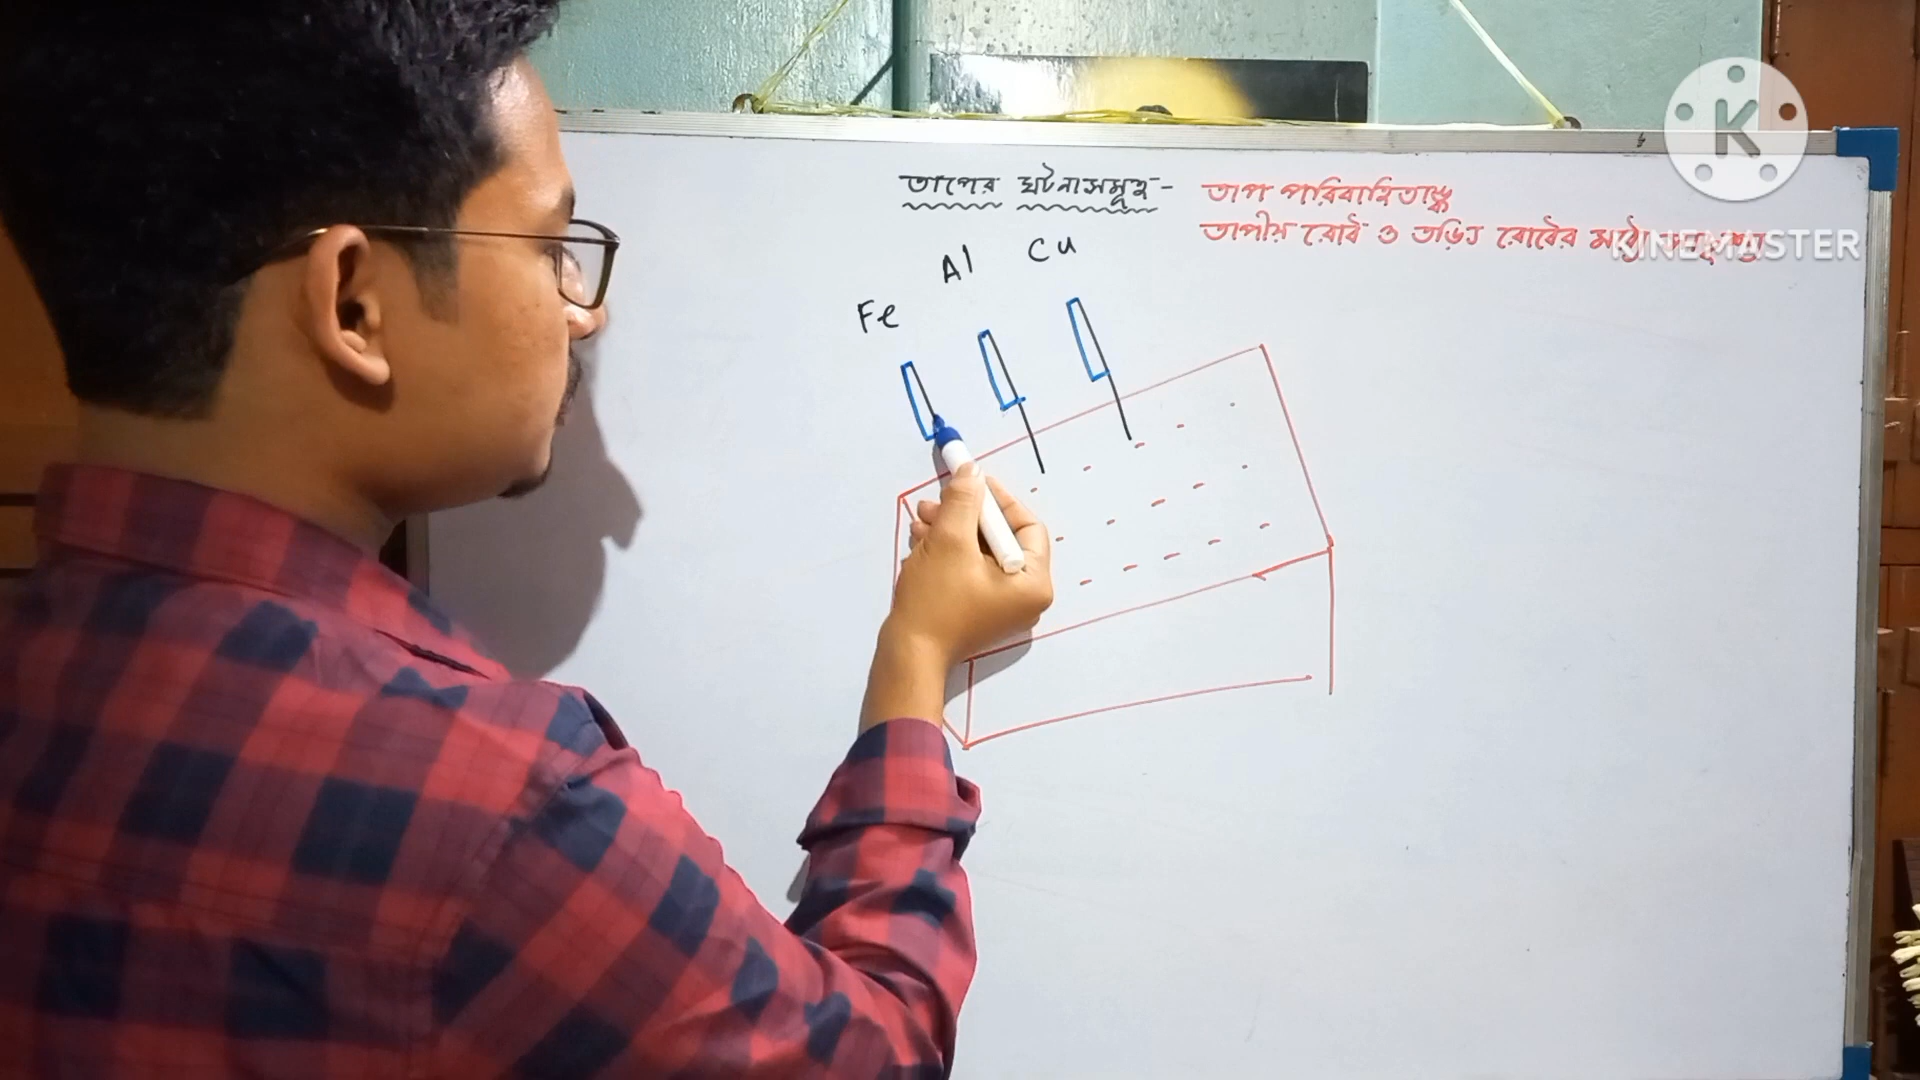 তাপের ঘটনাসমূহ- তাপ পরিবাহিতাঙ্ক
তাপীয় রোধ ও তড়িৎ রোধের মধ্যে
KINEMASTER
Fe Al Cu